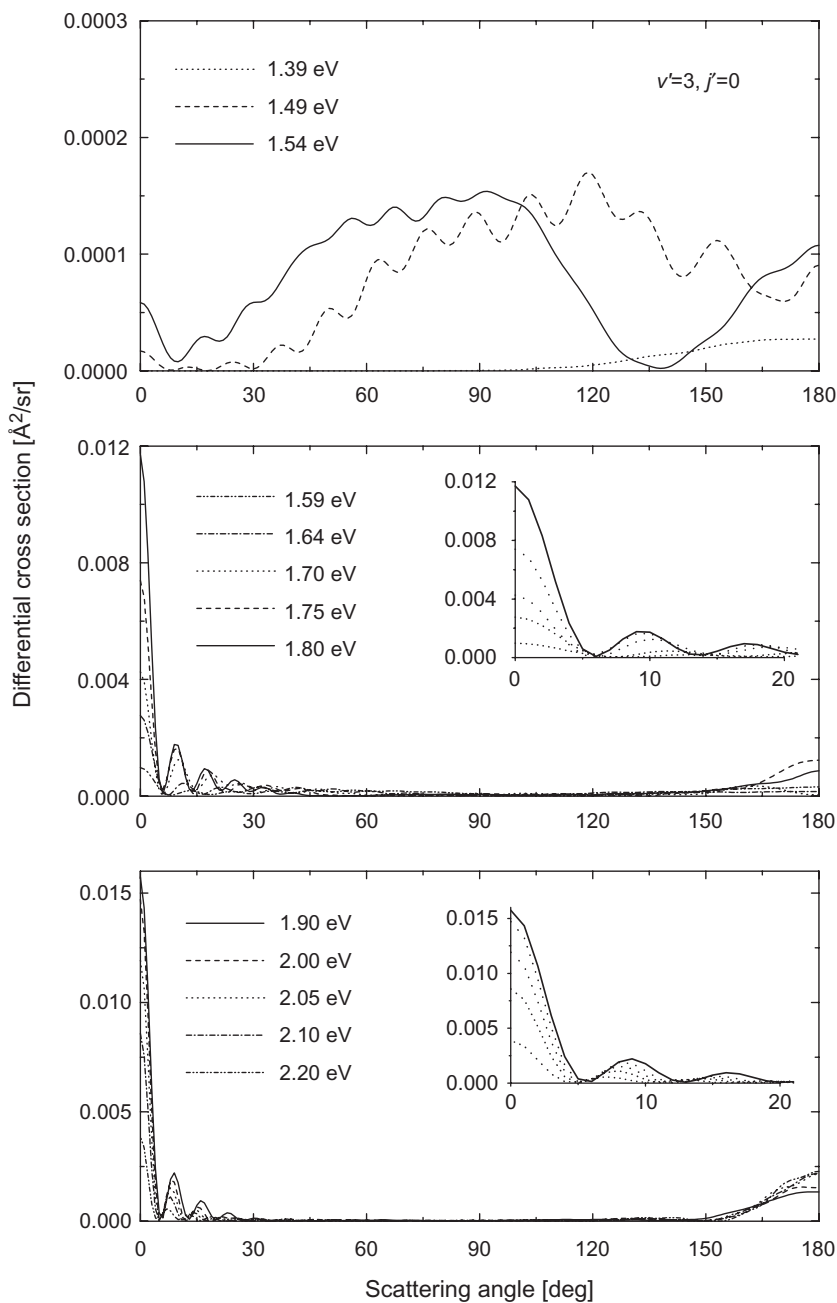 0.0003
0.0002
0.0001
0.0000
1.39 eV
1.49 eV
1.54 eV
v′=3, j′=0
0 30 60 90 120 150 180
Differential cross section [Å²/sr]
0.012
0.008
0.004
0.000
1.59 eV
1.64 eV
1.70 eV
1.75 eV
1.80 eV
0.012
0.008
0.004
0.000
0 10 20
0 30 60 90 120 150 180
0.015
0.010
0.005
0.000
1.90 eV
2.00 eV
2.05 eV
2.10 eV
2.20 eV
0.015
0.010
0.005
0.000
0 10 20
0 30 60 90 120 150 180
Scattering angle [deg]